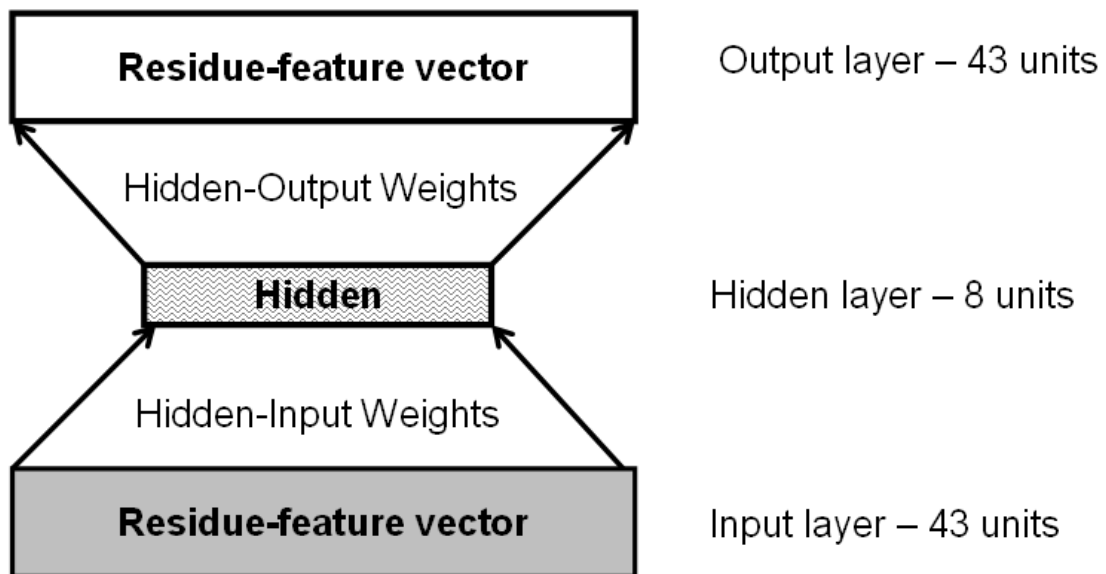 Residue-feature vector
Output layer – 43 units
Hidden-Output Weights
Hidden
Hidden layer – 8 units
Hidden-Input Weights
Residue-feature vector
Input layer – 43 units